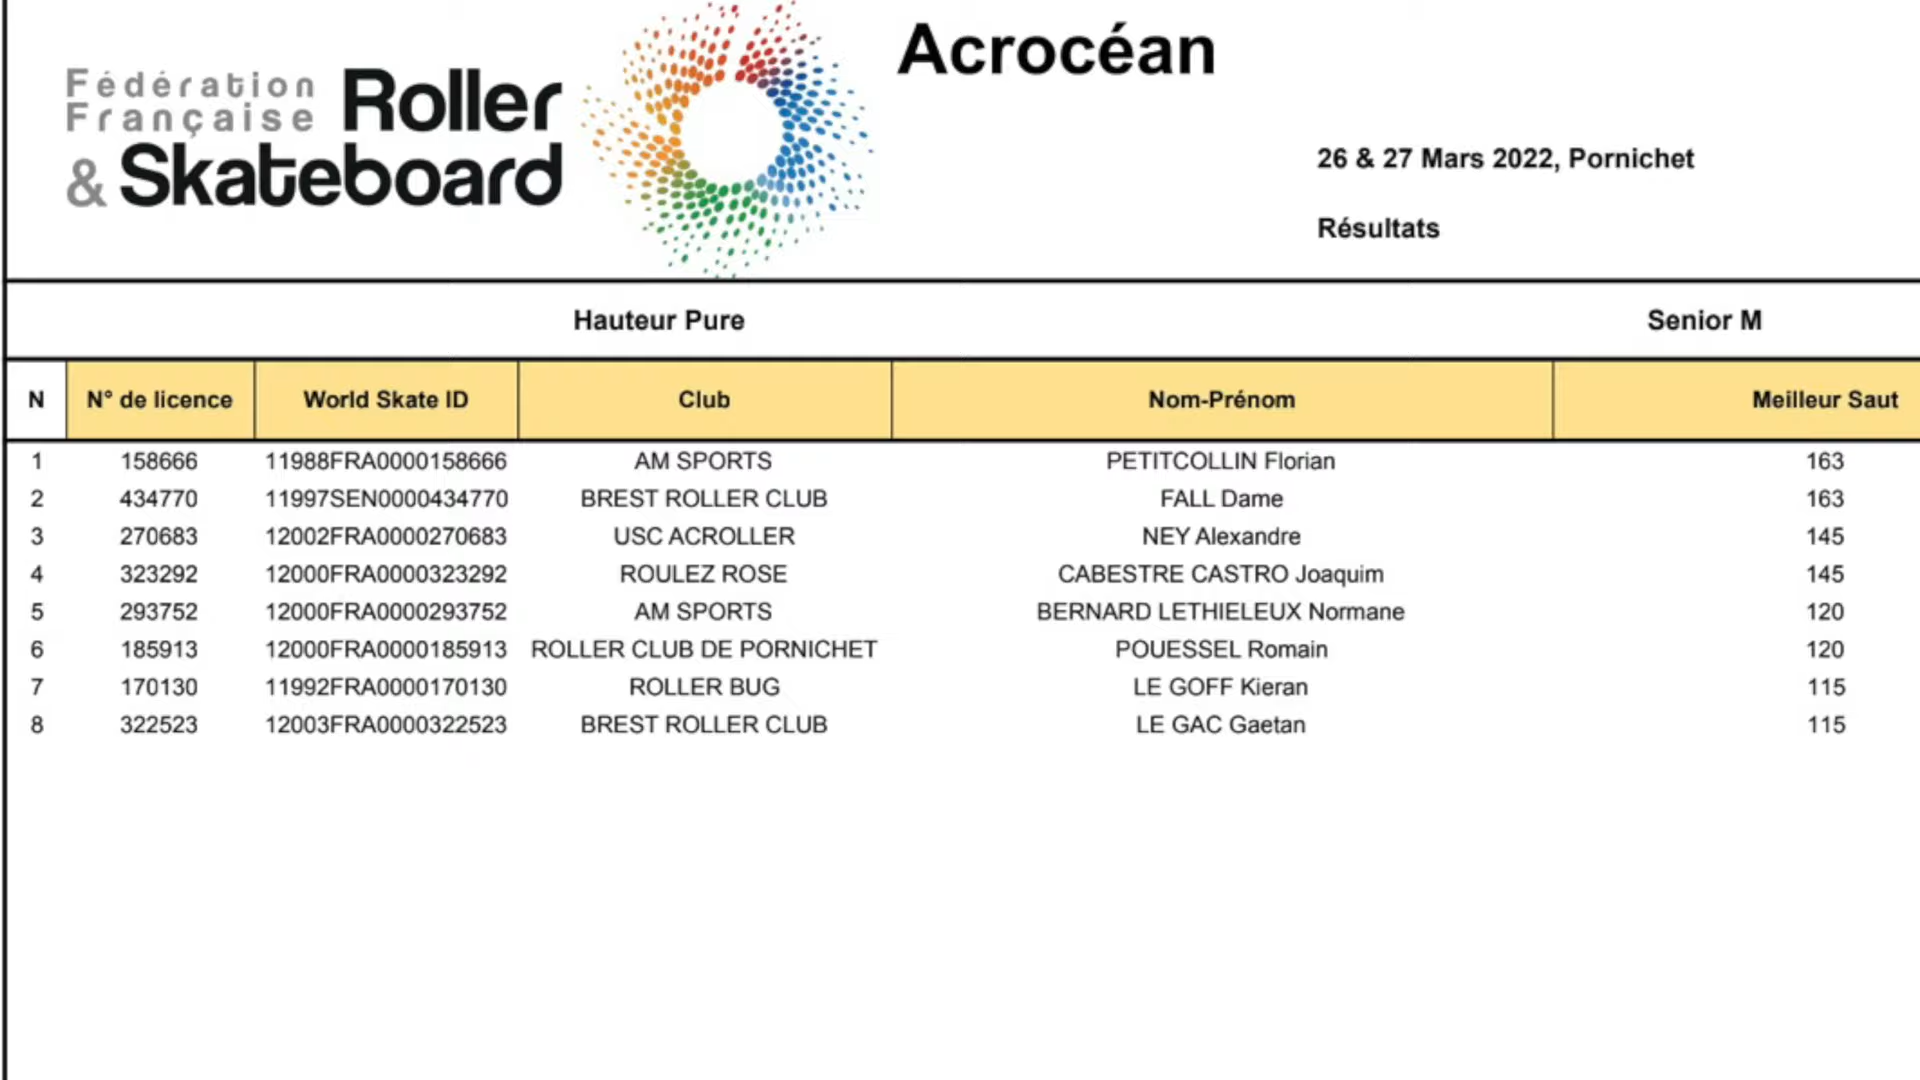 Acrocéan
Fédération
Française Roller
& Skateboard
26 & 27 Mars 2022, Pornichet
Résultats
Hauteur Pure Senior M
N N° de licence World Skate ID Club Nom-Prénom Meilleur Saut
1 158666 11988FRA0000158666 AM SPORTS PETITCOLLIN Florian 163
2 434770 11997SEN0000434770 BREST ROLLER CLUB FALL Dame 163
3 270683 12002FRA0000270683 USC ACROLLER NEY Alexandre 145
4 323292 12000FRA0000323292 ROULEZ ROSE CABESTRE CASTRO Joaquim 145
5 293752 12000FRA0000293752 AM SPORTS BERNARD LETHIELEUX Normane 120
6 185913 12000FRA0000185913 ROLLER CLUB DE PORNICHET POUESSEL Romain 120
7 170130 11992FRA0000170130 ROLLER BUG LE GOFF Kieran 115
8 322523 12003FRA0000322523 BREST ROLLER CLUB LE GAC Gaetan 115